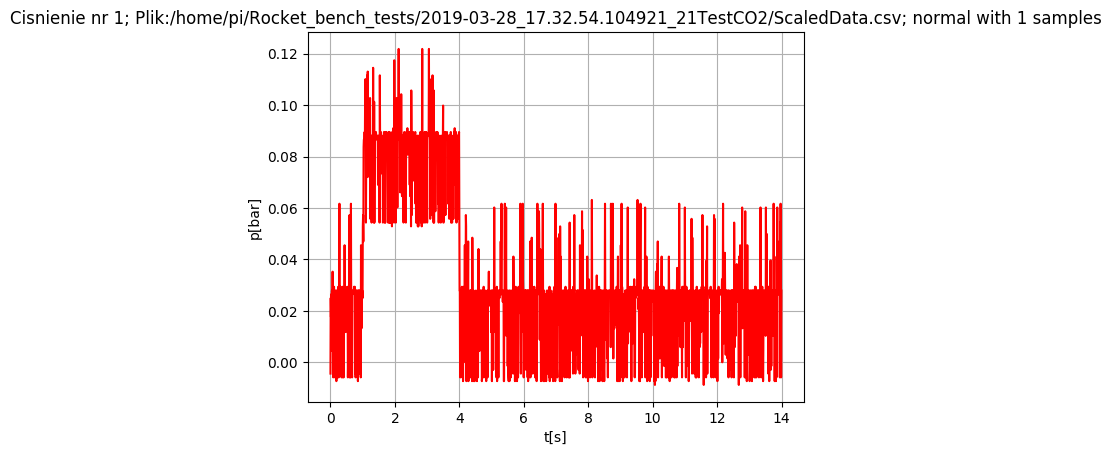 Cisnienie nr 1; Plik:/home/pi/Rocket_bench_tests/2019-03-28_17.32.54.104921_21TestCO2/ScaledData.csv; normal with 1 samples
0.12
0.10
0.08
0.06
0.04
0.02
0.00
p[bar]
0 2 4 6 8 10 12 14
t[s]